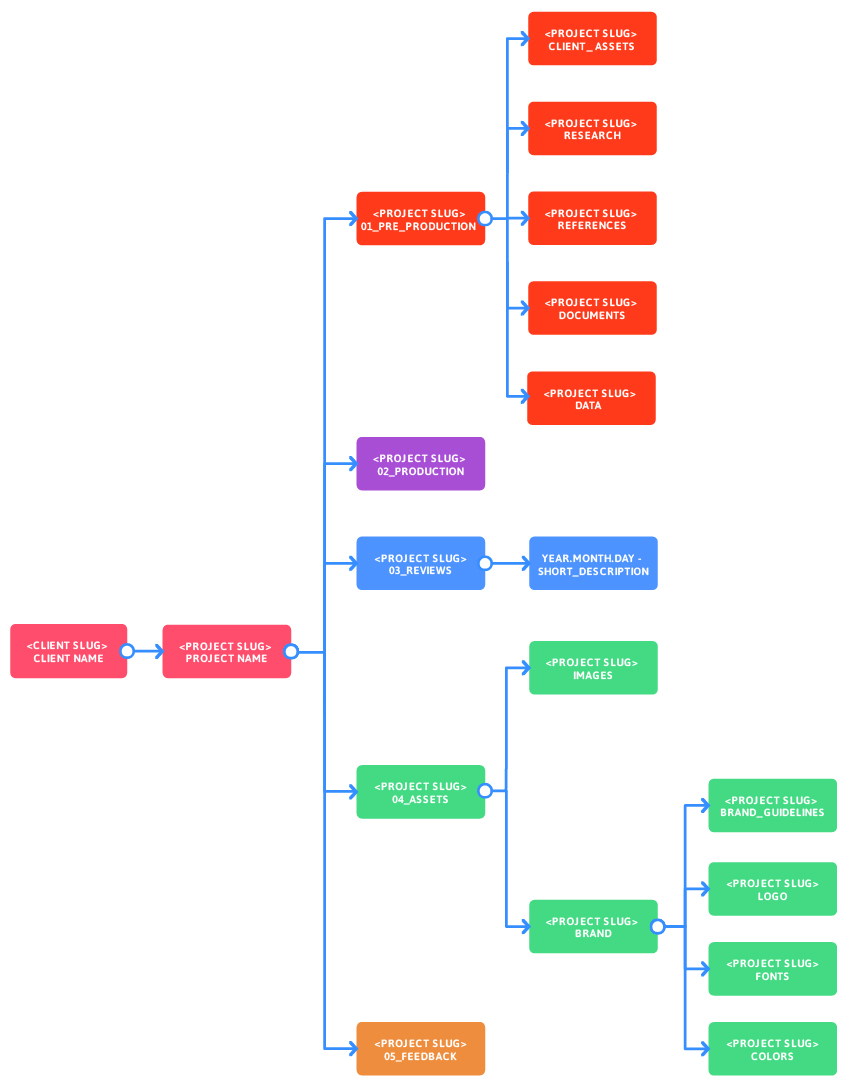 <PROJECT SLUG>
CLIENT_ASSETS
<PROJECT SLUG>
RESEARCH
<PROJECT SLUG>
01_PRE_PRODUCTION
<PROJECT SLUG>
REFERENCES
<PROJECT SLUG>
DOCUMENTS
<PROJECT SLUG>
DATA
<PROJECT SLUG>
02_PRODUCTION
<PROJECT SLUG>
03_REVIEWS
YEAR.MONTH.DAY -
SHORT_DESCRIPTION
<CLIENT SLUG>
CLIENT NAME
<PROJECT SLUG>
PROJECT NAME
<PROJECT SLUG>
IMAGES
<PROJECT SLUG>
04_ASSETS
<PROJECT SLUG>
BRAND_GUIDELINES
<PROJECT SLUG>
LOGO
<PROJECT SLUG>
BRAND
<PROJECT SLUG>
FONTS
<PROJECT SLUG>
05_FEEDBACK
<PROJECT SLUG>
COLORS